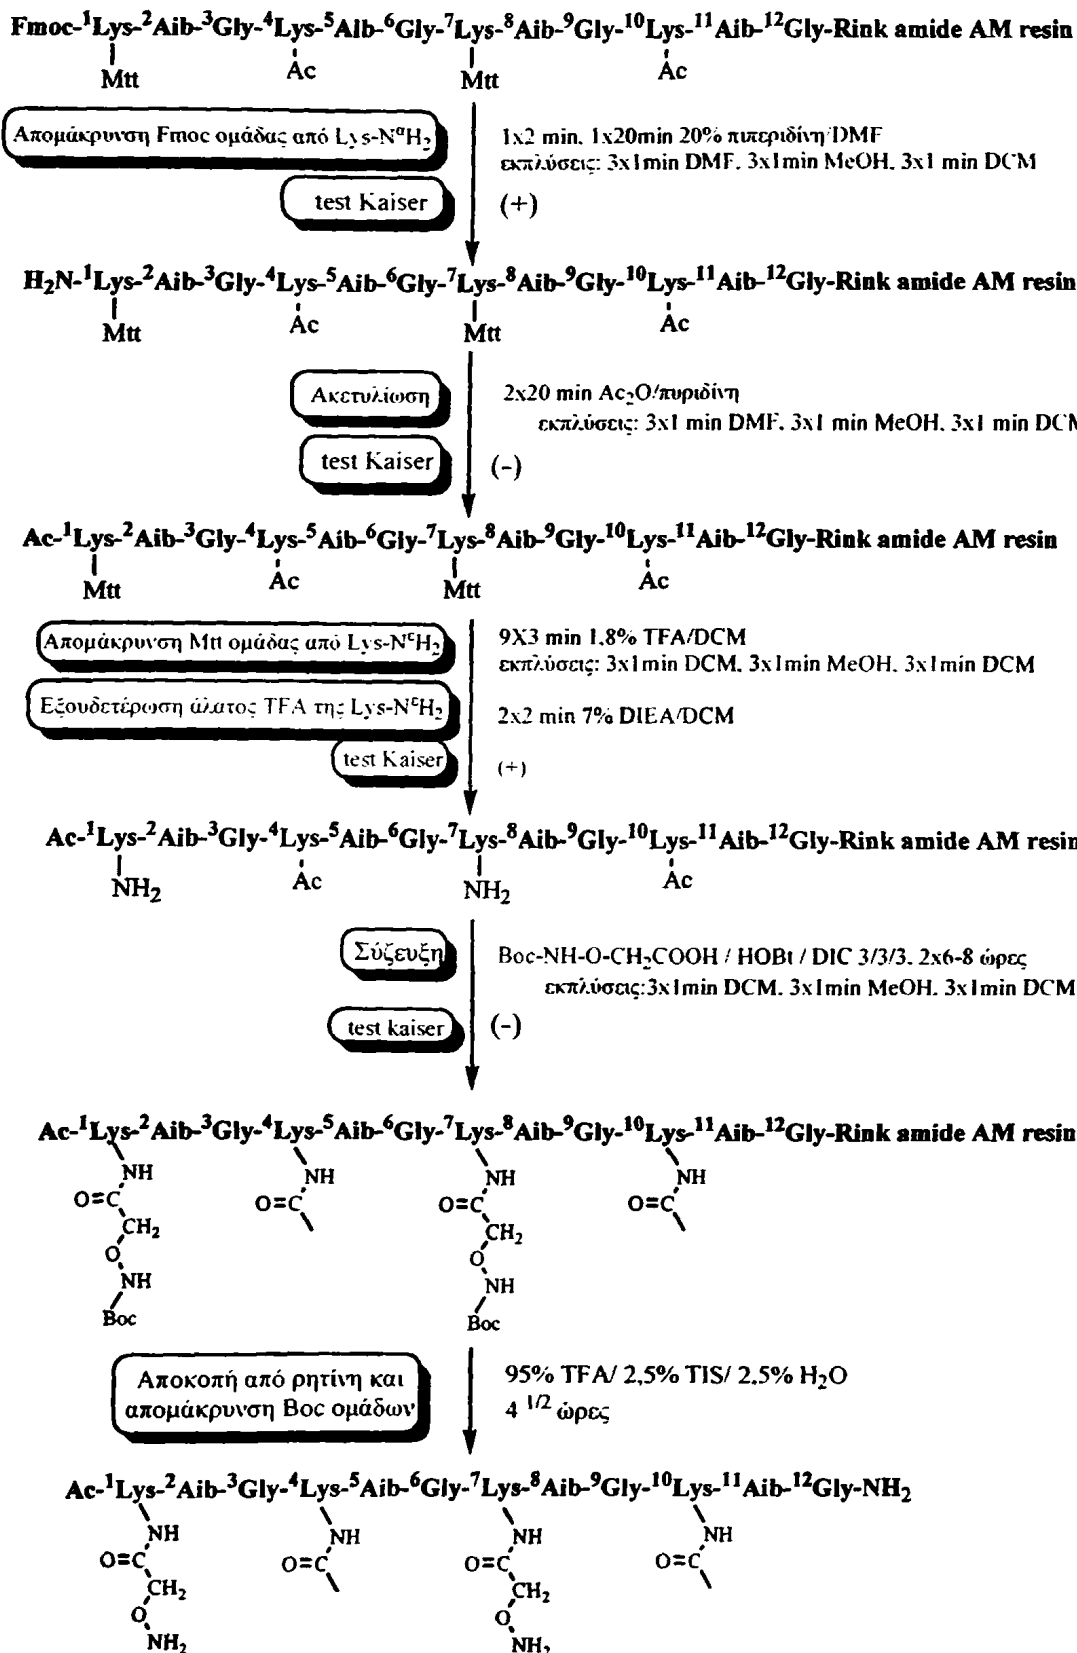 Fmoc-¹Lys-²Aib-³Gly-⁴Lys-⁵Aib-⁶Gly-⁷Lys-⁸Aib-⁹Gly-¹⁰Lys-¹¹Aib-¹²Gly-Rink amide AM resin
Mtt Ac Mtt Ac
Απομάκρυνση Fmoc ομάδας από Lys-NᵅH₂
1x2 min. 1x20min 20% πιπεριδίνη/DMF
εκπλύσεις: 3x1min DMF. 3x1min MeOH. 3x1 min DCM
test Kaiser (+)
H₂N-¹Lys-²Aib-³Gly-⁴Lys-⁵Aib-⁶Gly-⁷Lys-⁸Aib-⁹Gly-¹⁰Lys-¹¹Aib-¹²Gly-Rink amide AM resin
Mtt Ac Mtt Ac
Ακετυλίωση
2x20 min Ac₂O/πυριδίνη
εκπλύσεις: 3x1 min DMF. 3x1 min MeOH. 3x1 min DCM
test Kaiser (-)
Ac-¹Lys-²Aib-³Gly-⁴Lys-⁵Aib-⁶Gly-⁷Lys-⁸Aib-⁹Gly-¹⁰Lys-¹¹Aib-¹²Gly-Rink amide AM resin
Mtt Ac Mtt Ac
Απομάκρυνση Mtt ομάδας από Lys-NᵋH₂
9X3 min 1.8% TFA/DCM
εκπλύσεις: 3x1min DCM. 3x1min MeOH. 3x1min DCM
Εξουδετέρωση άλατος TFA της Lys-NᵋH₂
2x2 min 7% DIEA/DCM
test Kaiser (+)
Ac-¹Lys-²Aib-³Gly-⁴Lys-⁵Aib-⁶Gly-⁷Lys-⁸Aib-⁹Gly-¹⁰Lys-¹¹Aib-¹²Gly-Rink amide AM resin
NH₂ Ac NH₂ Ac
Σύζευξη
Boc-NH-O-CH₂COOH / HOBt / DIC 3/3/3. 2x6-8 ώρες
εκπλύσεις:3x1min DCM. 3x1min MeOH. 3x1min DCM
test kaiser (-)
Ac-¹Lys-²Aib-³Gly-⁴Lys-⁵Aib-⁶Gly-⁷Lys-⁸Aib-⁹Gly-¹⁰Lys-¹¹Aib-¹²Gly-Rink amide AM resin
NH NH NH NH
O=C O=C O=C O=C
CH₂ CH₂
O O
NH NH
Boc Boc
Αποκοπή από ρητίνη και
απομάκρυνση Boc ομάδων
95% TFA/ 2,5% TIS/ 2.5% H₂O
4 ¹/² ώρες
Ac-¹Lys-²Aib-³Gly-⁴Lys-⁵Aib-⁶Gly-⁷Lys-⁸Aib-⁹Gly-¹⁰Lys-¹¹Aib-¹²Gly-NH₂
NH NH NH NH
O=C O=C O=C O=C
CH₂ CH₂
O O
NH₂ NH₂